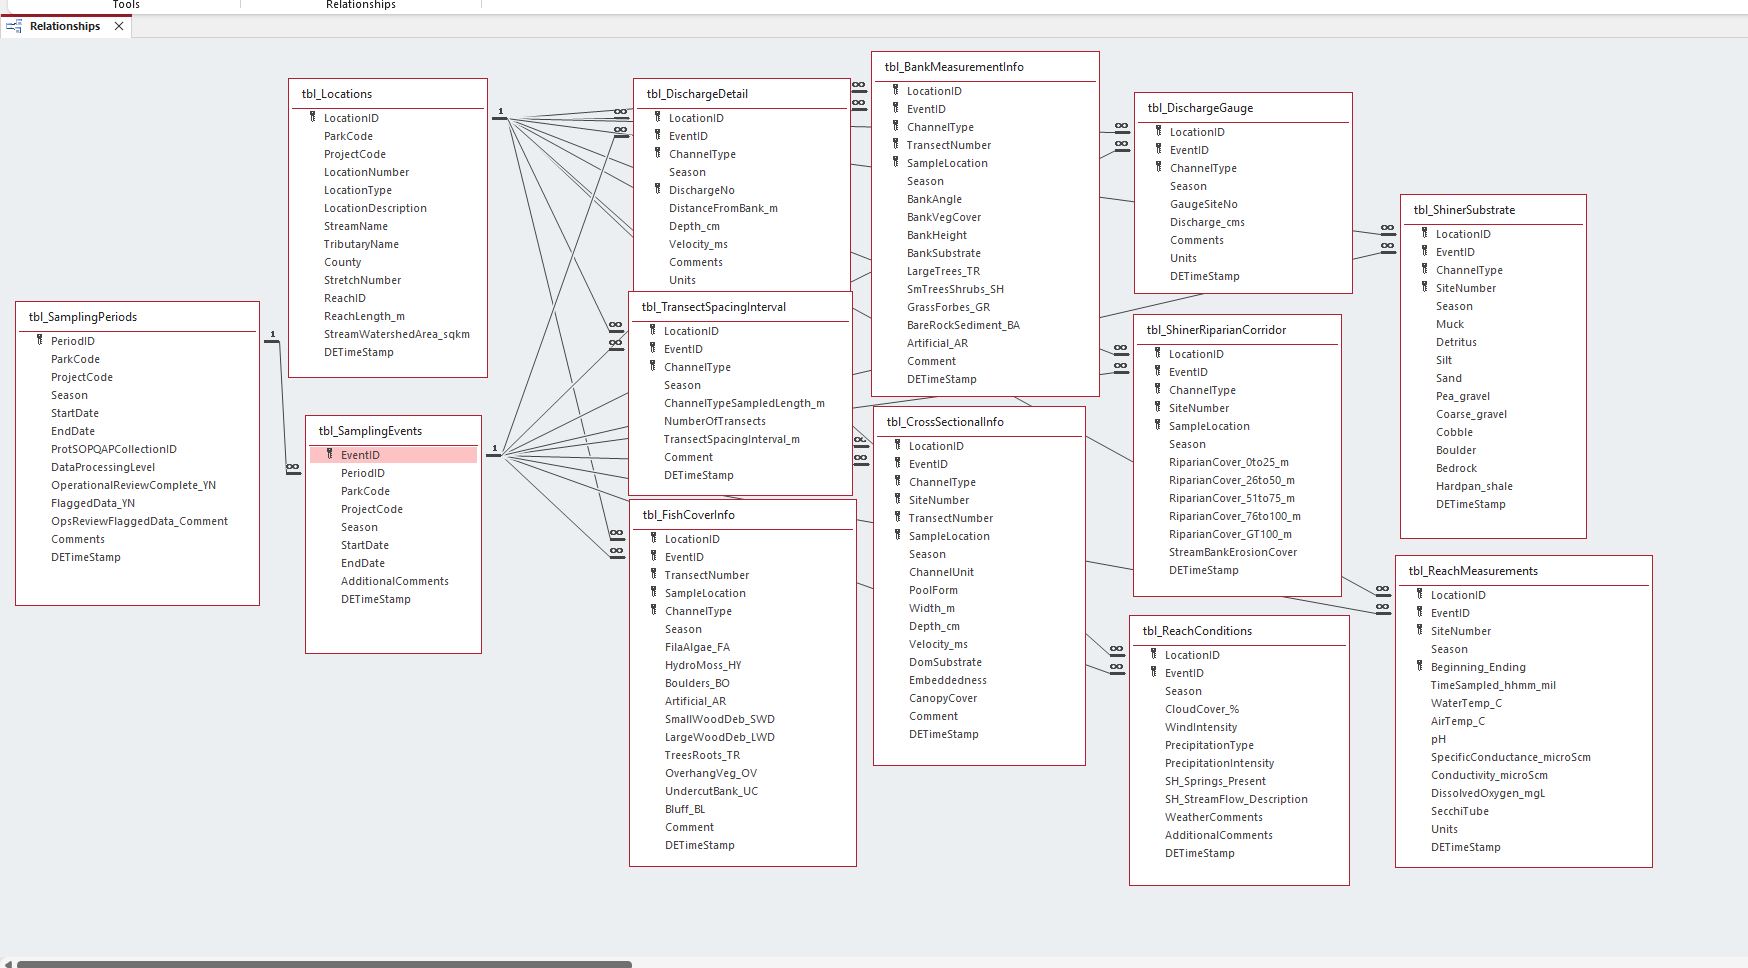 Tools
Relationships
Relationships
tbl_SamplingPeriods
PeriodID
ParkCode
ProjectCode
Season
StartDate
EndDate
ProtSOPQAPCollectionID
DataProcessingLevel
OperationalReviewComplete_YN
FlaggedData_YN
OpsReviewFlaggedData_Comment
Comments
DETimeStamp
1
∞
tbl_Locations
LocationID
ParkCode
ProjectCode
LocationNumber
LocationType
LocationDescription
StreamName
TributaryName
County
StretchNumber
ReachID
ReachLength_m
StreamWatershedArea_sqkm
DETimeStamp
1
tbl_SamplingEvents
EventID
PeriodID
ParkCode
ProjectCode
Season
StartDate
EndDate
AdditionalComments
DETimeStamp
1
∞
∞
tbl_DischargeDetail
LocationID
EventID
ChannelType
Season
DischargeNo
DistanceFromBank_m
Depth_cm
Velocity_ms
Comments
Units
∞
∞
tbl_TransectSpacingInterval
LocationID
EventID
ChannelType
Season
ChannelTypeSampledLength_m
NumberOfTransects
TransectSpacingInterval_m
Comment
DETimeStamp
∞
∞
tbl_FishCoverInfo
LocationID
EventID
TransectNumber
SampleLocation
ChannelType
Season
FilaAlgae_FA
HydroMoss_HY
Boulders_BO
Artificial_AR
SmallWoodDeb_SWD
LargeWoodDeb_LWD
TreesRoots_TR
OverhangVeg_OV
UndercutBank_UC
Bluff_BL
Comment
DETimeStamp
∞
∞
tbl_BankMeasurementInfo
LocationID
EventID
ChannelType
TransectNumber
SampleLocation
Season
BankAngle
BankVegCover
BankHeight
BankSubstrate
LargeTrees_TR
SmTreesShrubs_SH
GrassForbes_GR
BareRockSediment_BA
Artificial_AR
Comment
DETimeStamp
∞
∞
tbl_CrossSectionalInfo
LocationID
EventID
ChannelType
SiteNumber
TransectNumber
SampleLocation
Season
ChannelUnit
PoolForm
Width_m
Depth_cm
Velocity_ms
DomSubstrate
Embeddedness
CanopyCover
Comment
DETimeStamp
∞
∞
tbl_DischargeGauge
LocationID
EventID
ChannelType
Season
GaugeSiteNo
Discharge_cms
Comments
Units
DETimeStamp
∞
∞
tbl_ShinerRiparianCorridor
LocationID
EventID
ChannelType
SiteNumber
SampleLocation
Season
RiparianCover_0to25_m
RiparianCover_26to50_m
RiparianCover_51to75_m
RiparianCover_76to100_m
RiparianCover_GT100_m
StreamBankErosionCover
DETimeStamp
∞
∞
tbl_ReachConditions
LocationID
EventID
Season
CloudCover_%
WindIntensity
PrecipitationType
PrecipitationIntensity
SH_Springs_Present
SH_StreamFlow_Description
WeatherComments
AdditionalComments
DETimeStamp
∞
∞
tbl_ShinerSubstrate
LocationID
EventID
ChannelType
SiteNumber
Season
Muck
Detritus
Silt
Sand
Pea_gravel
Coarse_gravel
Cobble
Boulder
Bedrock
Hardpan_shale
DETimeStamp
∞
∞
tbl_ReachMeasurements
LocationID
EventID
SiteNumber
Season
Beginning_Ending
TimeSampled_hhmm_mil
WaterTemp_C
AirTemp_C
pH
SpecificConductance_microScm
Conductivity_microScm
DissolvedOxygen_mgL
SecchiTube
Units
DETimeStamp